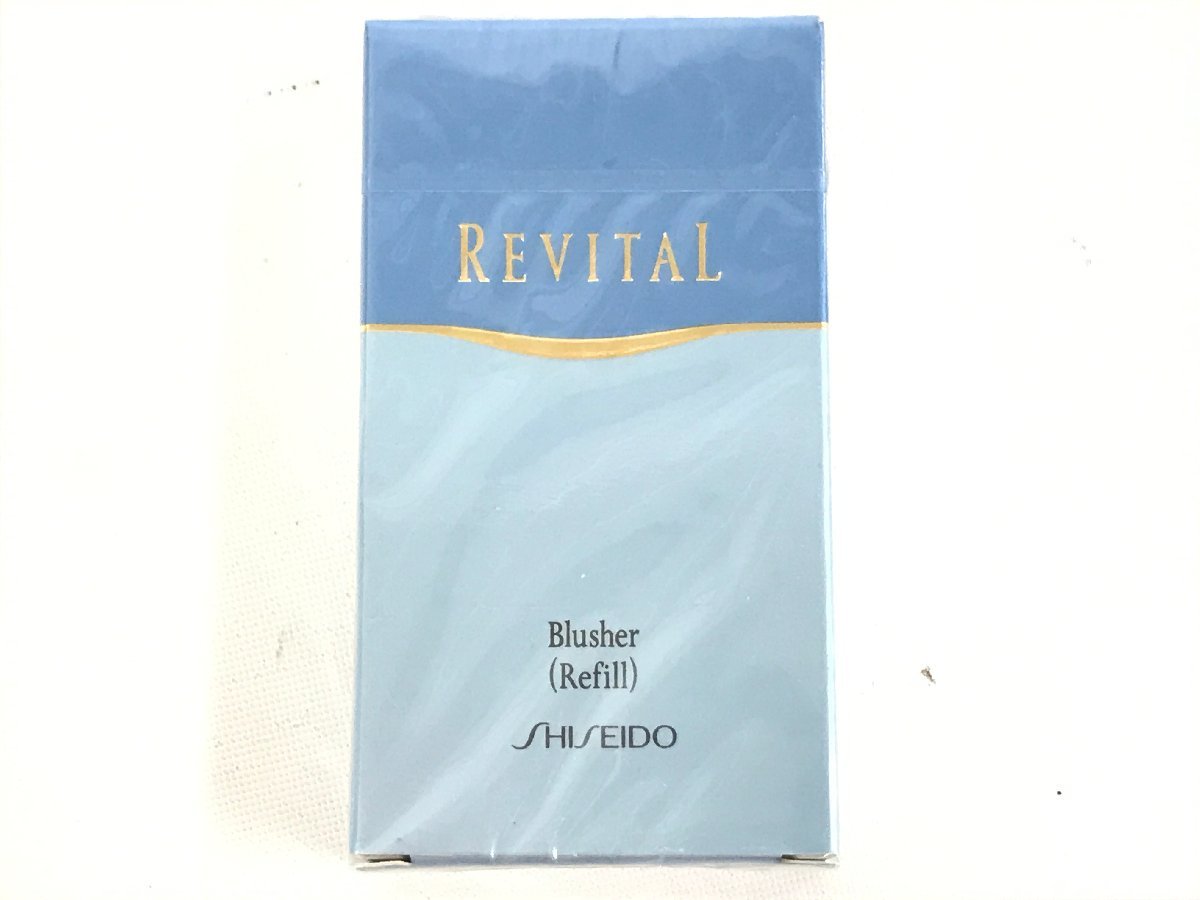 REVITAL
Blusher
(Refill)
SHISEIDO